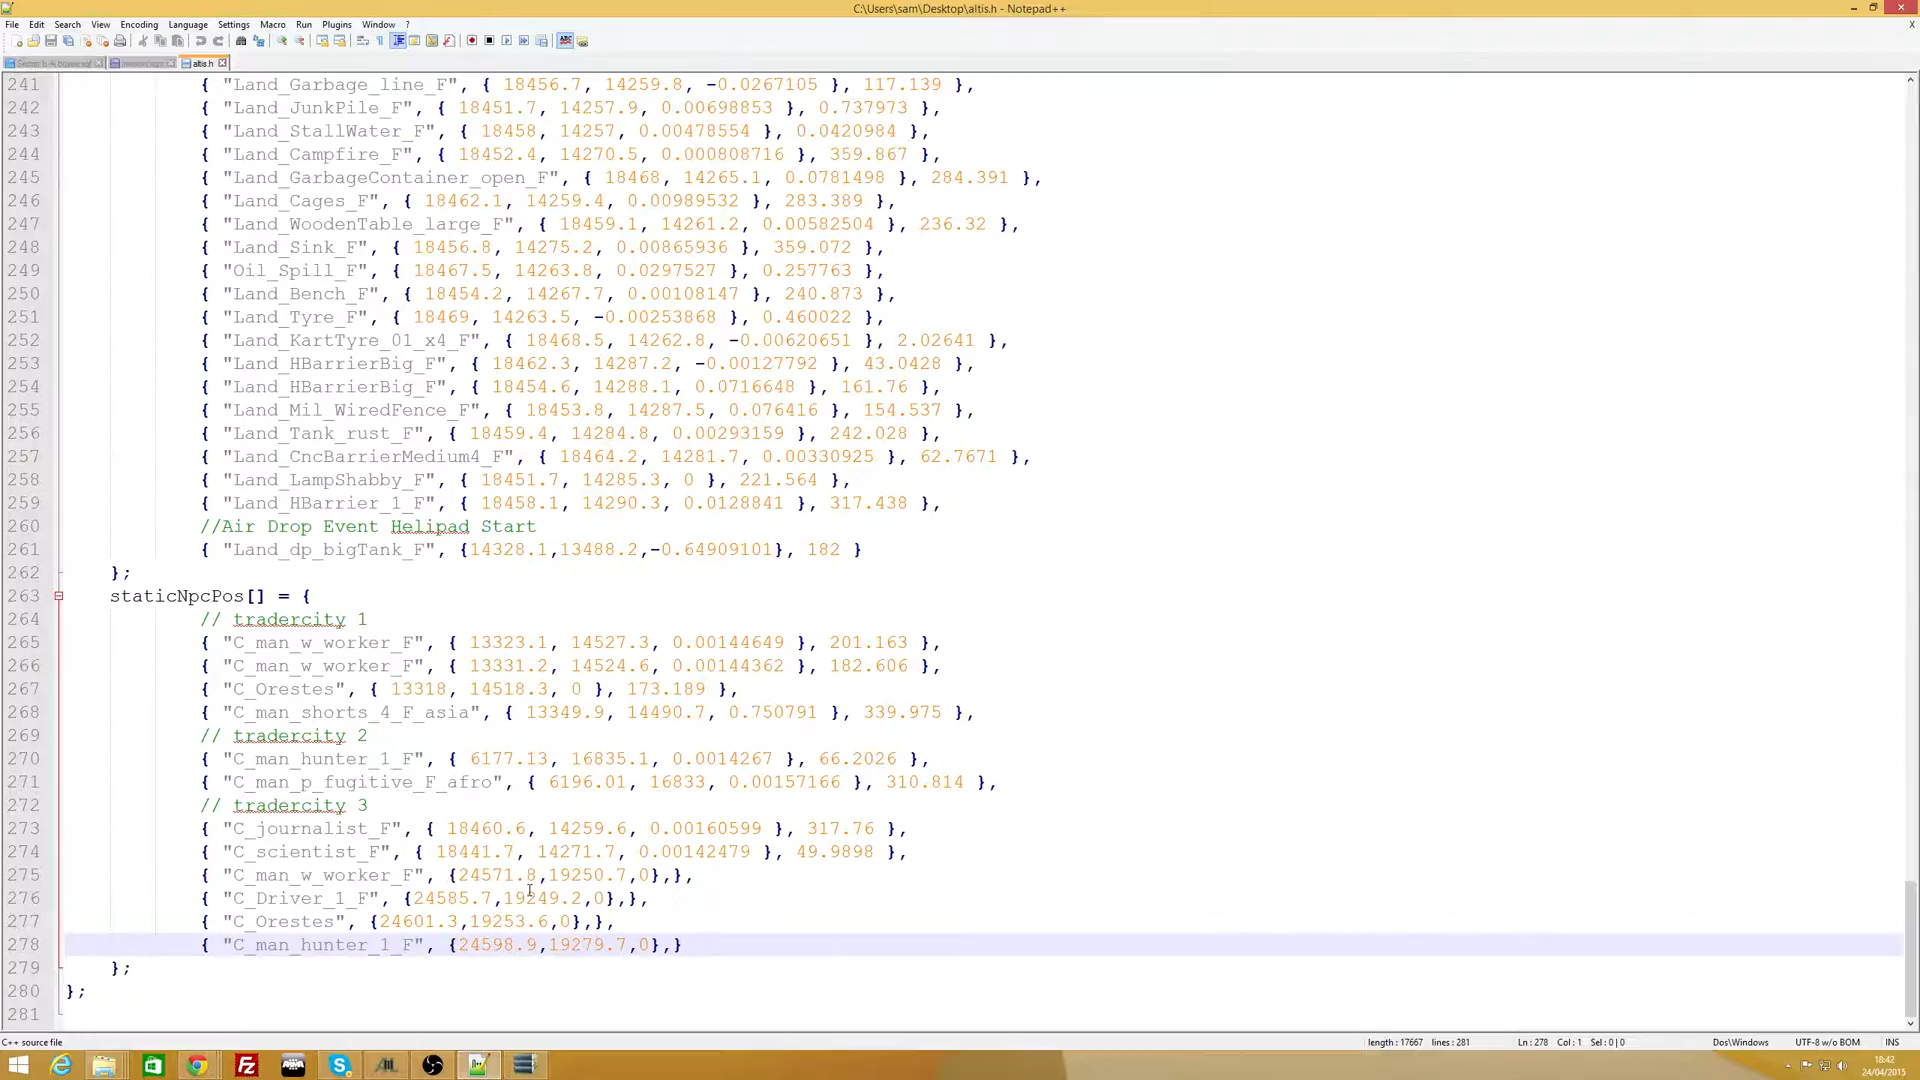 C:\Users\sam\Desktop\altis.h - Notepad++
File Edit Search View Encoding Language Settings Macro Run Plugins Window ?
altis.h
241 { "Land_Garbage_line_F", { 18456.7, 14259.8, -0.0267105 }, 117.139 },
242 { "Land_JunkPile_F", { 18451.7, 14257.9, 0.00698853 }, 0.737973 },
243 { "Land_StallWater_F", { 18458, 14257, 0.00478554 }, 0.0420984 },
244 { "Land_Campfire_F", { 18452.4, 14270.5, 0.000808716 }, 359.867 },
245 { "Land_GarbageContainer_open_F", { 18468, 14265.1, 0.0781498 }, 284.391 },
246 { "Land_Cages_F", { 18462.1, 14259.4, 0.00989532 }, 283.389 },
247 { "Land_WoodenTable_large_F", { 18459.1, 14261.2, 0.00582504 }, 236.32 },
248 { "Land_Sink_F", { 18456.8, 14275.2, 0.00865936 }, 359.072 },
249 { "Oil_Spill_F", { 18467.5, 14263.8, 0.0297527 }, 0.257763 },
250 { "Land_Bench_F", { 18454.2, 14267.7, 0.00108147 }, 240.873 },
251 { "Land_Tyre_F", { 18469, 14263.5, -0.00253868 }, 0.460022 },
252 { "Land_KartTyre_01_x4_F", { 18468.5, 14262.8, -0.00620651 }, 2.02641 },
253 { "Land_HBarrierBig_F", { 18462.3, 14287.2, -0.00127792 }, 43.0428 },
254 { "Land_HBarrierBig_F", { 18454.6, 14288.1, 0.0716648 }, 161.76 },
255 { "Land_Mil_WiredFence_F", { 18453.8, 14287.5, 0.076416 }, 154.537 },
256 { "Land_Tank_rust_F", { 18459.4, 14284.8, 0.00293159 }, 242.028 },
257 { "Land_CncBarrierMedium4_F", { 18464.2, 14281.7, 0.00330925 }, 62.7671 },
258 { "Land_LampShabby_F", { 18451.7, 14285.3, 0 }, 221.564 },
259 { "Land_HBarrier_1_F", { 18458.1, 14290.3, 0.0128841 }, 317.438 },
260 //Air Drop Event Helipad Start
261 { "Land_dp_bigTank_F", {14328.1,13488.2,-0.64909101}, 182 }
262 };
263 staticNpcPos[] = {
264 // tradercity 1
265 { "C_man_w_worker_F", { 13323.1, 14527.3, 0.00144649 }, 201.163 },
266 { "C_man_w_worker_F", { 13331.2, 14524.6, 0.00144362 }, 182.606 },
267 { "C_Orestes", { 13318, 14518.3, 0 }, 173.189 },
268 { "C_man_shorts_4_F_asia", { 13349.9, 14490.7, 0.750791 }, 339.975 },
269 // tradercity 2
270 { "C_man_hunter_1_F", { 6177.13, 16835.1, 0.0014267 }, 66.2026 },
271 { "C_man_p_fugitive_F_afro", { 6196.01, 16833, 0.00157166 }, 310.814 },
272 // tradercity 3
273 { "C_journalist_F", { 18460.6, 14259.6, 0.00160599 }, 317.76 },
274 { "C_scientist_F", { 18441.7, 14271.7, 0.00142479 }, 49.9898 },
275 { "C_man_w_worker_F", {24571.8,19250.7,0},},
276 { "C_Driver_1_F", {24585.7,19249.2,0},},
277 { "C_Orestes", {24601.3,19253.6,0},},
278 { "C_man_hunter_1_F", {24598.9,19279.7,0},}
279 };
280 };
281
C++ source file length : 17667 lines : 281 Ln : 278 Col : 1 Sel : 0 | 0 Dos\Windows UTF-8 w/o BOM INS
18:42
24/04/2015